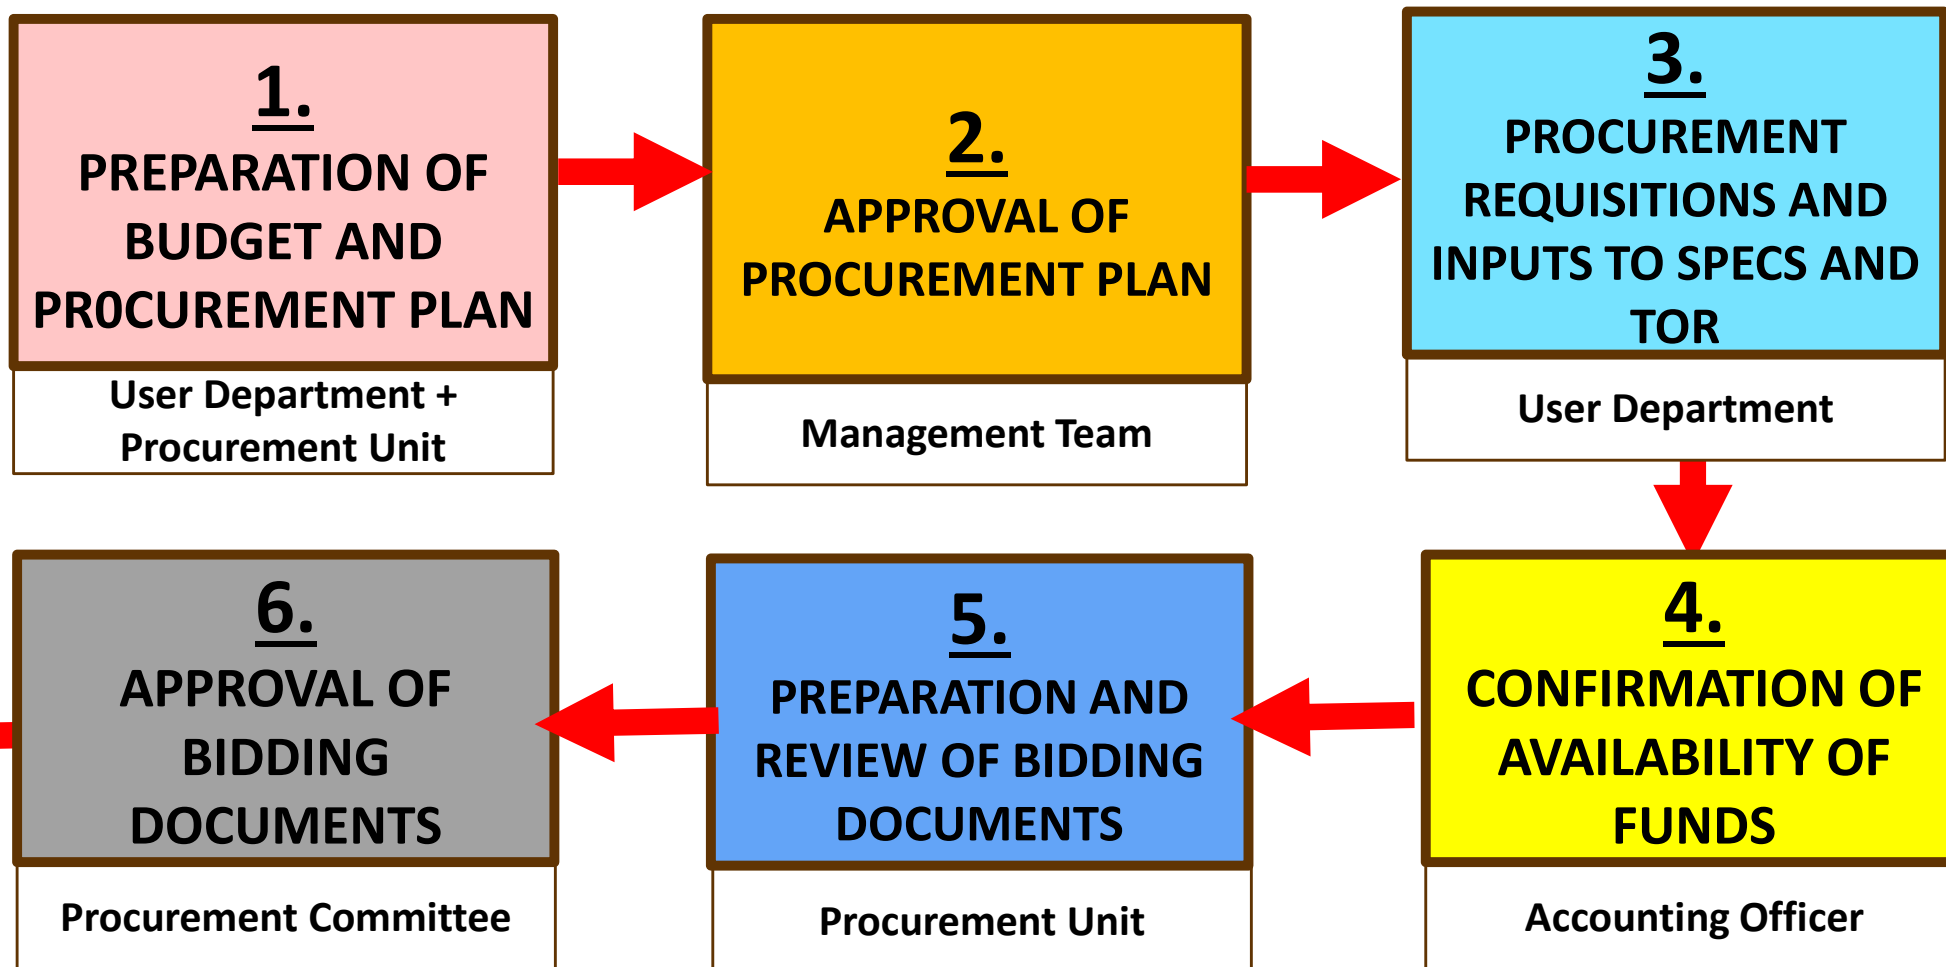 1.
PREPARATION OF
BUDGET AND
PR0CUREMENT PLAN
User Department +
Procurement Unit
2.
APPROVAL OF
PROCUREMENT PLAN
Management Team
3.
PROCUREMENT
REQUISITIONS AND
INPUTS TO SPECS AND
TOR
User Department
4.
CONFIRMATION OF
AVAILABILITY OF
FUNDS
Accounting Officer
5.
PREPARATION AND
REVIEW OF BIDDING
DOCUMENTS
Procurement Unit
6.
APPROVAL OF
BIDDING
DOCUMENTS
Procurement Committee